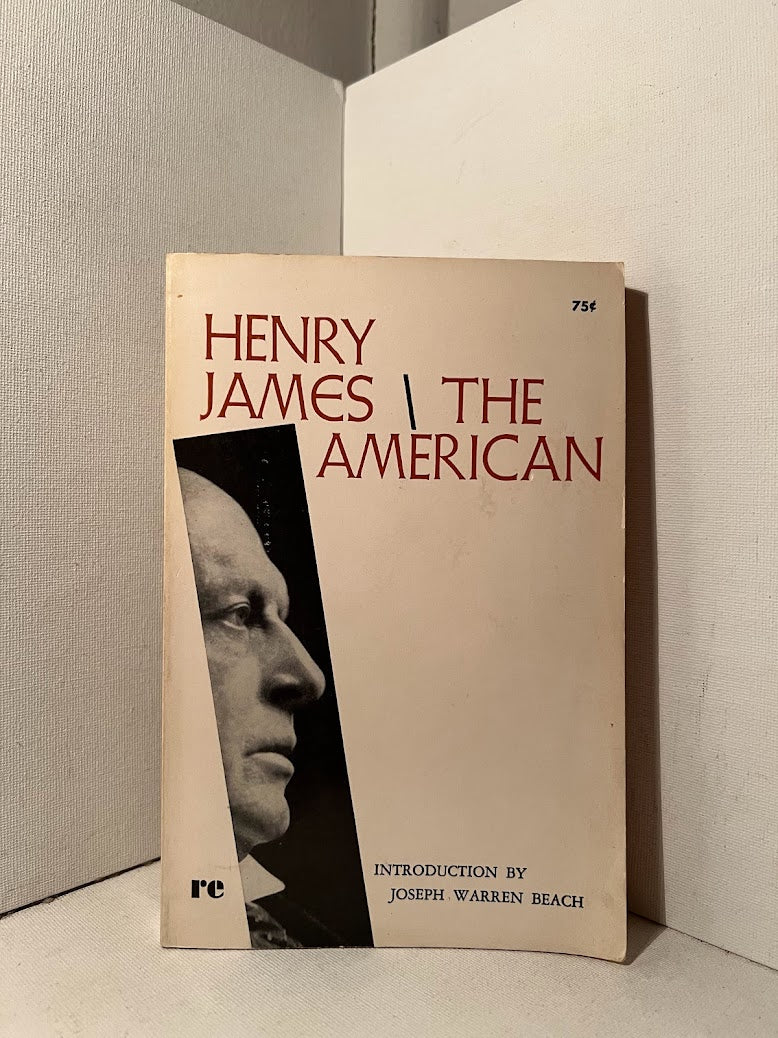 75¢
HENRY
JAMES \ THE
AMERICAN
INTRODUCTION BY
JOSEPH WARREN BEACH
re